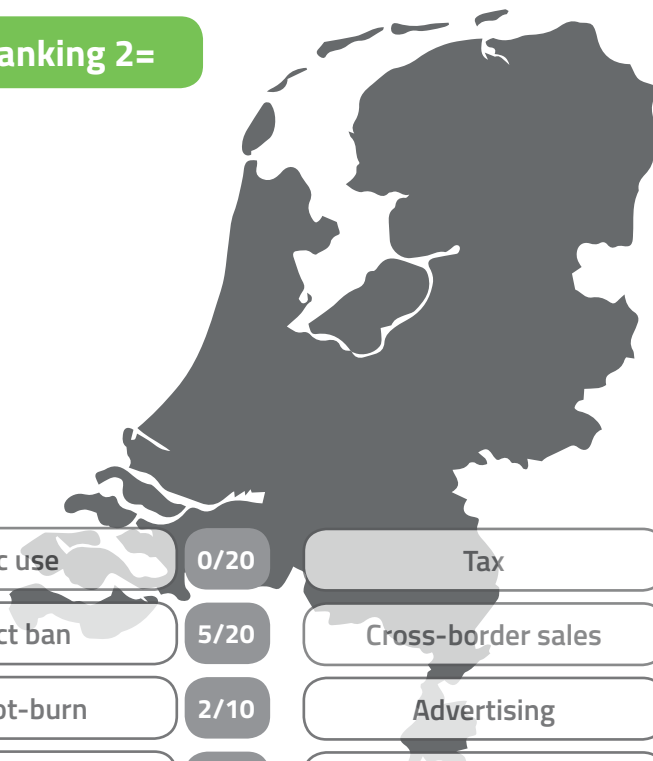 anking 2=
c use 0/20 Tax
ct ban 5/20 Cross-border sales
ot-burn 2/10 Advertising